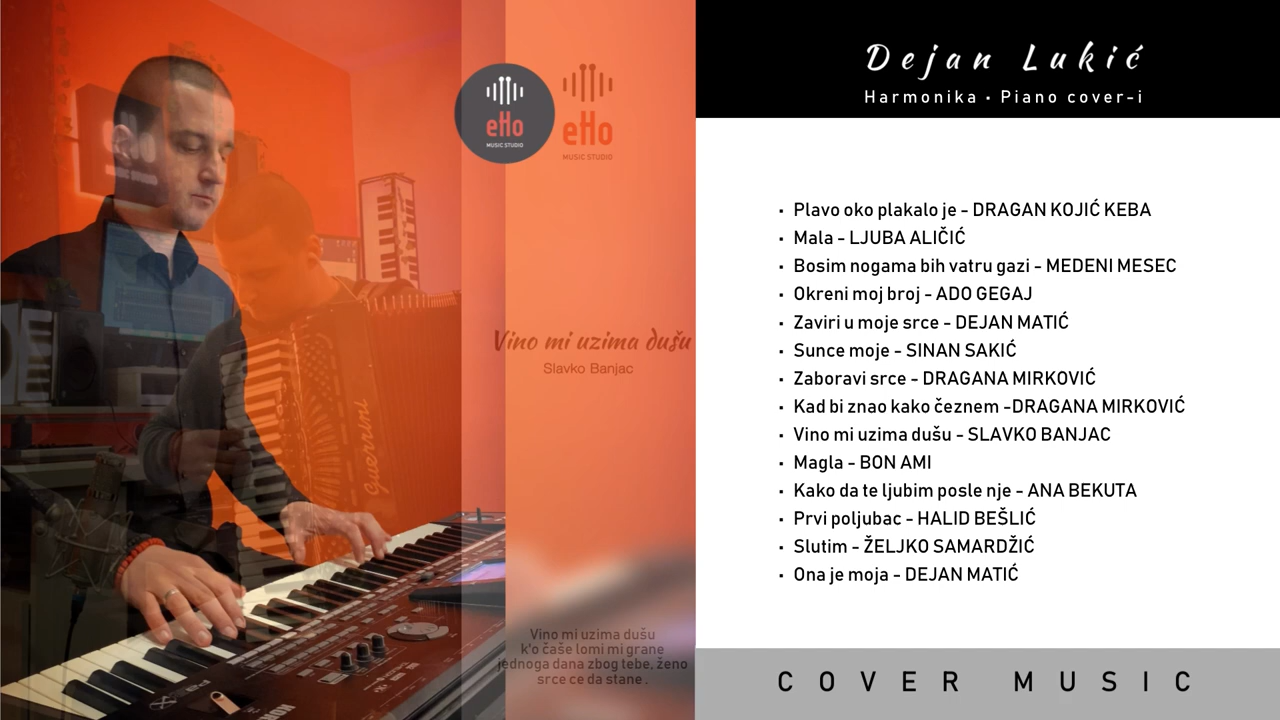 Dejan Lukić
Harmonika • Piano cover-i
eHo
MUSIC STUDIO
eHo
MUSIC STUDIO
▪ Plavo oko plakalo je - DRAGAN KOJIĆ KEBA
▪ Mala - LJUBA ALIČIĆ
▪ Bosim nogama bih vatru gazi - MEDENI MESEC
▪ Okreni moj broj - ADO GEGAJ
▪ Zaviri u moje srce - DEJAN MATIĆ
▪ Sunce moje - SINAN SAKIĆ
▪ Zaboravi srce - DRAGANA MIRKOVIĆ
▪ Kad bi znao kako čeznem -DRAGANA MIRKOVIĆ
▪ Vino mi uzima dušu - SLAVKO BANJAC
▪ Magla - BON AMI
▪ Kako da te ljubim posle nje - ANA BEKUTA
▪ Prvi poljubac - HALID BEŠLIĆ
▪ Slutim - ŽELJKO SAMARDŽIĆ
▪ Ona je moja - DEJAN MATIĆ
Vino mi uzima dušu
Slavko Banjac
Guerrini
Vino mi uzima dušu
k'o čaše lomi mi grane
jednoga dana zbog tebe, ženo
srce ce da stane .
KORG
COVER MUSIC